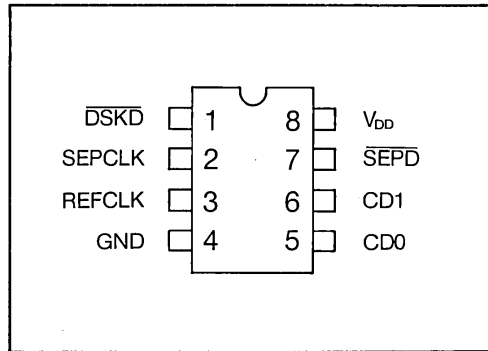 DSKD 1 8 VDD
SEPCLK 2 7 SEPD
REFCLK 3 6 CD1
GND 4 5 CD0